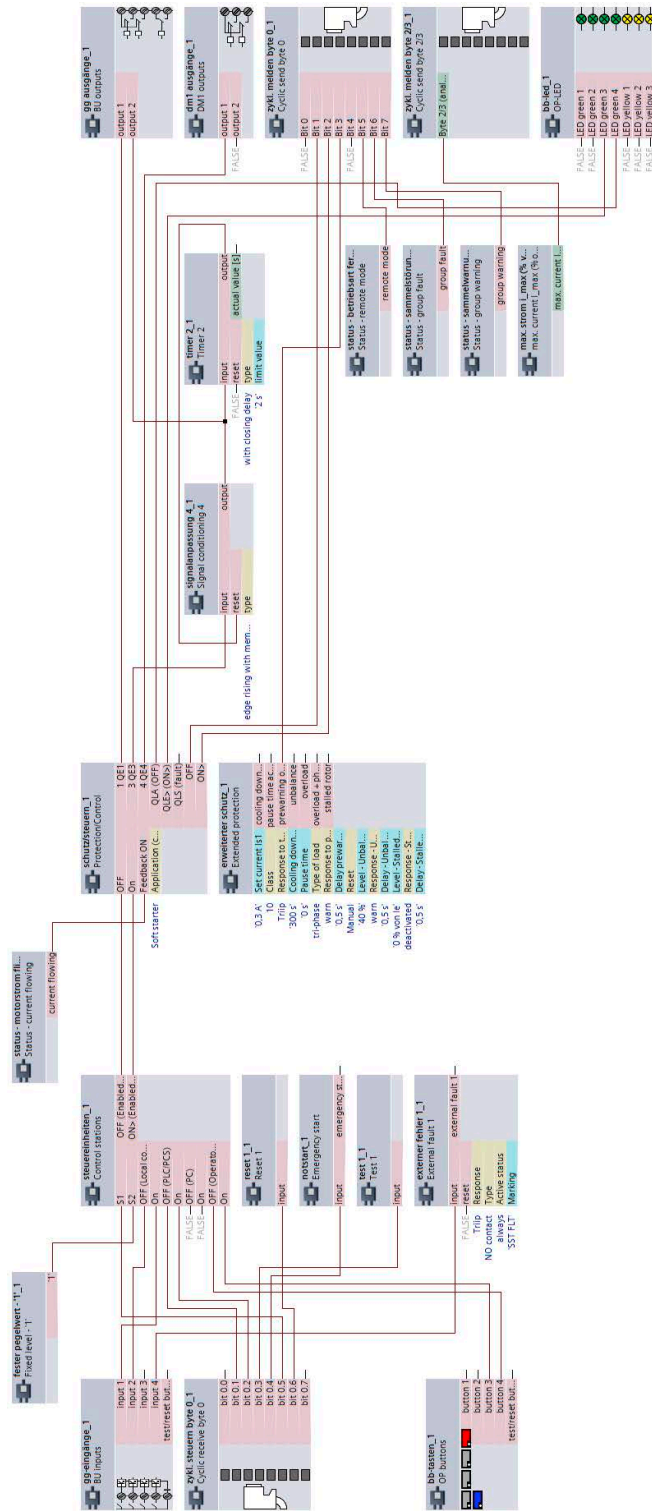 gg-eingänge_1
BU inputs
input 1
input 2
input 3
input 4
test/reset but...
zykl. steuern byte 0_1
Cyclic receive byte 0
bit 0.0
bit 0.1
bit 0.2
bit 0.3
bit 0.4
bit 0.5
bit 0.6
bit 0.7
bb-tasten_1
OP buttons
button 1
button 2
button 3
button 4
test/reset but...
fester pegelwert - '1'_1
Fixed level - '1'
'1'
steuereinheiten_1
Control stations
S1
S2
OFF (Local co...
On
OFF (PLC/PCS)
On
FALSE
OFF (PC)
FALSE
On
OFF (Operato...
On
OFF (Enabled...
ON> (Enabled...
reset 1_1
Reset 1
input
notstart_1
Emergency start
input
emergency st...
test 1_1
Test 1
input
externer fehler 1_1
External fault 1
input
external fault 1
FALSE
reset
Triip
Response
NO contact
Type
always
Active status
'SST FLT'
Marking
status - motorstrom fli...
Status - current flowing
current flowing
schutz/steuern_1
Protection/Control
OFF
On
Feedback ON
Soft starter
Application (c...
1 QE1
3 QE3
4 QE4
QLA (OFF)
QLE> (ON>)
QLS (fault)
OFF
ON>
erweiterter schutz_1
Extended protection
'0,3 A'
Set current Is1
10
Class
Triip
Response to t...
'300 s'
Cooling down...
'0 s'
Pause time
tri-phase
Type of load
warn
Response to p...
'0,5 s'
Delay prewar...
Manual
Reset
'40 %'
Level - Unbal...
warn
Response - U...
'0,5 s'
Delay - Unbal...
'0 % von Ie'
Level - Stalled...
deactivated
Response - St...
'0,5 s'
Delay - Stalle...
cooling down...
pause time ac...
prewarning o...
unbalance
overload
overload + ph...
stalled rotor
signalanpassung 4_1
Signal conditioning 4
input
output
reset
edge rising with mem...
type
timer 2_1
Timer 2
input
output
FALSE
reset
actual value [s]
with closing delay
type
'2 s'
limit value
status - betriebsart fer...
Status - remote mode
remote mode
status - sammelstörun...
Status - group fault
group fault
status - sammelwarnu...
Status - group warning
group warning
max. strom i_max (% v...
max. current I_max (% o...
max. current I...
gg ausgänge_1
BU outputs
output 1
output 2
dm1 ausgänge_1
DM1 outputs
output 1
FALSE
output 2
zykl. melden byte 0_1
Cyclic send byte 0
FALSE
Bit 0
Bit 1
Bit 2
Bit 3
FALSE
Bit 4
Bit 5
Bit 6
Bit 7
zykl. melden byte 2/3_1
Cyclic send byte 2/3
Byte 2/3 (anal...
bb-led_1
OP-LED
FALSE
LED green 1
FALSE
LED green 2
LED green 3
LED green 4
FALSE
LED yellow 1
FALSE
LED yellow 2
FALSE
LED yellow 3